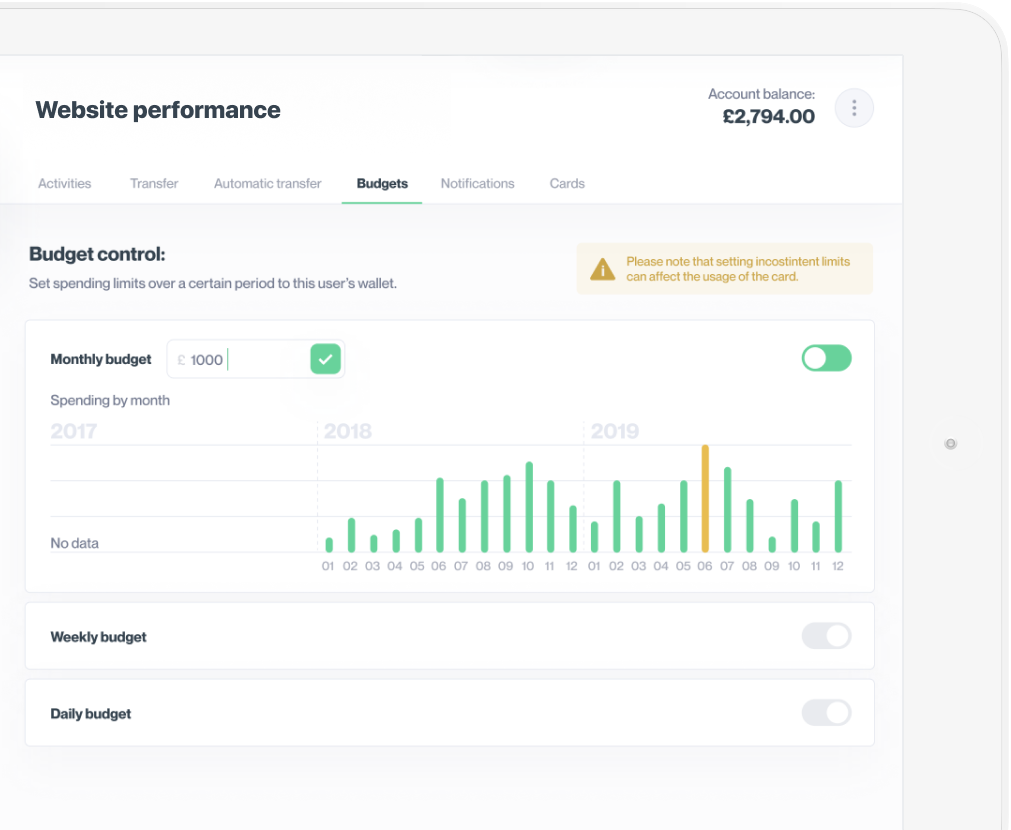 Website performance
Account balance:
£2,794.00
Activities Transfer Automatic transfer Budgets Notifications Cards
Budget control:
Set spending limits over a certain period to this user's wallet.
Please note that setting incostintent limits
can affect the usage of the card.
Monthly budget £ 1000
Spending by month
2017 2018 2019
No data
01 02 03 04 05 06 07 08 09 10 11 12 01 02 03 04 05 06 07 08 09 10 11 12
Weekly budget
Daily budget